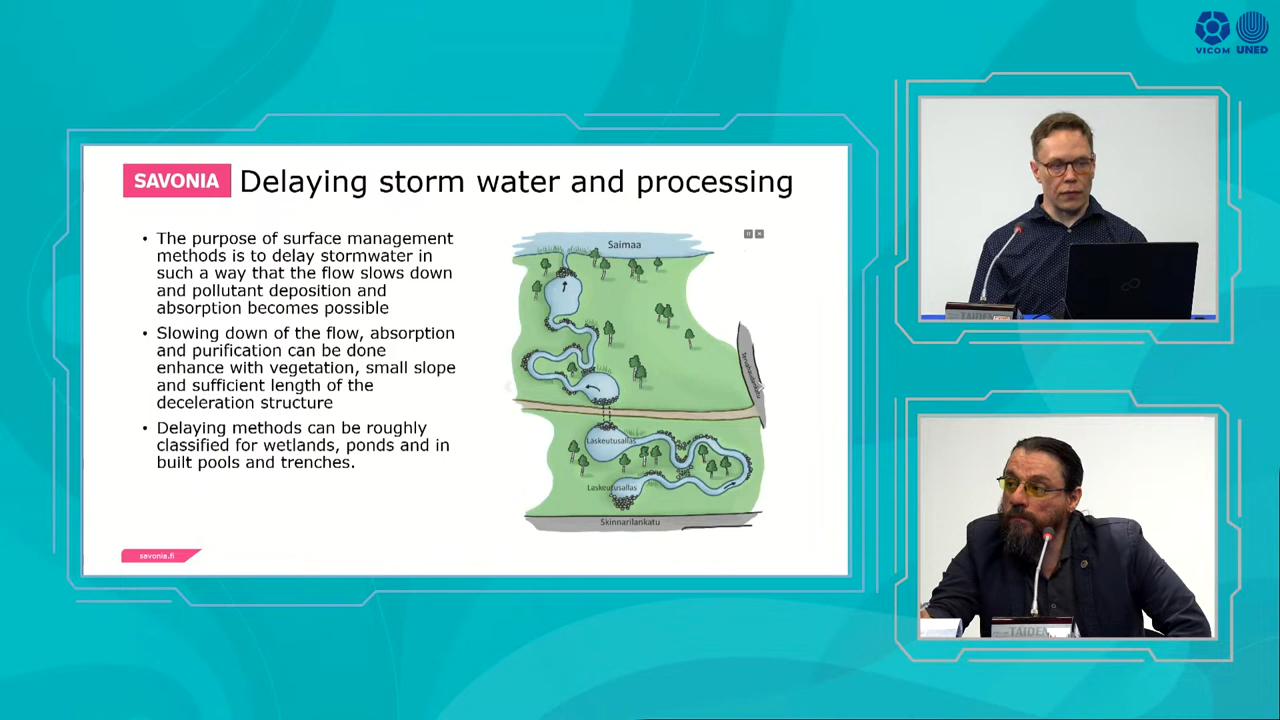 VICOM UNED
SAVONIA
Delaying storm water and processing
• The purpose of surface management
methods is to delay stormwater in
such a way that the flow slows down
and pollutant deposition and
absorption becomes possible
• Slowing down of the flow, absorption
and purification can be done
enhance with vegetation, small slope
and sufficient length of the
deceleration structure
• Delaying methods can be roughly
classified for wetlands, ponds and in
built pools and trenches.
Saimaa
Laskeutusallas
Laskeutusallas
Skinnarilankatu
savonia.fi
TAIDEN
TAIDEN